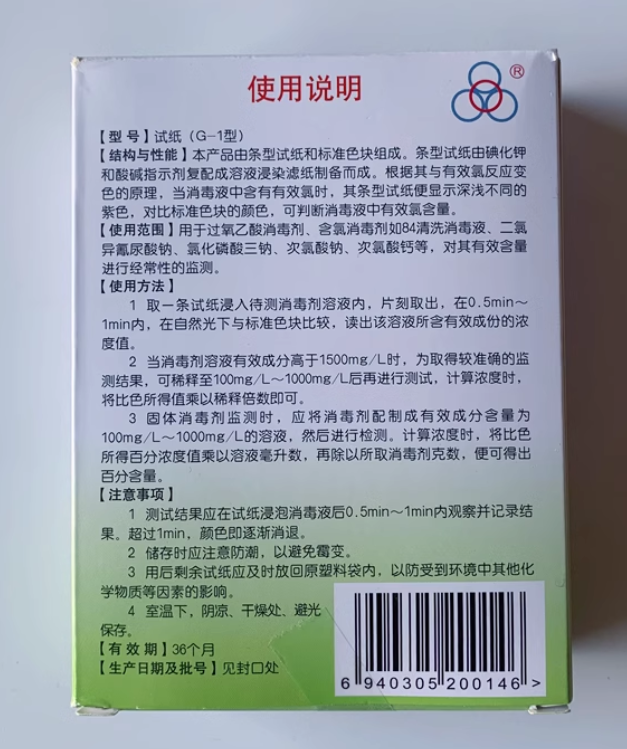 使用说明
®
【型 号】试纸（G-1型）
【结构与性能】本产品由条型试纸和标准色块组成。条型试纸由碘化钾
和酸碱指示剂复配成溶液浸染滤纸制备而成。根据其与有效氯反应变
色的原理，当消毒液中含有有效氯时，其条型试纸便显示深浅不同的
紫色，对比标准色块的颜色，可判断消毒液中有效氯含量。
【使用范围】用于过氧乙酸消毒剂、含氯消毒剂如84清洗消毒液、二氯
异氰尿酸钠、氯化磷酸三钠、次氯酸钠、次氯酸钙等，对其有效含量
进行经常性的监测。
【使用方法】
1 取一条试纸浸入待测消毒剂溶液内，片刻取出，在0.5min～
1min内，在自然光下与标准色块比较，读出该溶液所含有效成份的浓
度值。
2 当消毒剂溶液有效成分高于1500mg/L时，为取得较准确的监
测结果，可稀释至100mg/L～1000mg/L后再进行测试，计算浓度时，
将比色所得值乘以稀释倍数即可。
3 固体消毒剂监测时，应将消毒剂配制成有效成分含量为
100mg/L～1000mg/L的溶液，然后进行检测。计算浓度时，将比色
所得百分浓度值乘以溶液毫升数，再除以所取消毒剂克数，便可得出
百分含量。
【注意事项】
1 测试结果应在试纸浸泡消毒液后0.5min～1min内观察并记录结
果。超过1min，颜色即逐渐消退。
2 储存时应注意防潮，以避免霉变。
3 用后剩余试纸应及时放回原塑料袋内，以防受到环境中其他化
学物质等因素的影响。
4 室温下，阴凉、干燥处、避光
保存。
【有 效 期】36个月
【生产日期及批号】见封口处
6 940305 200146 >